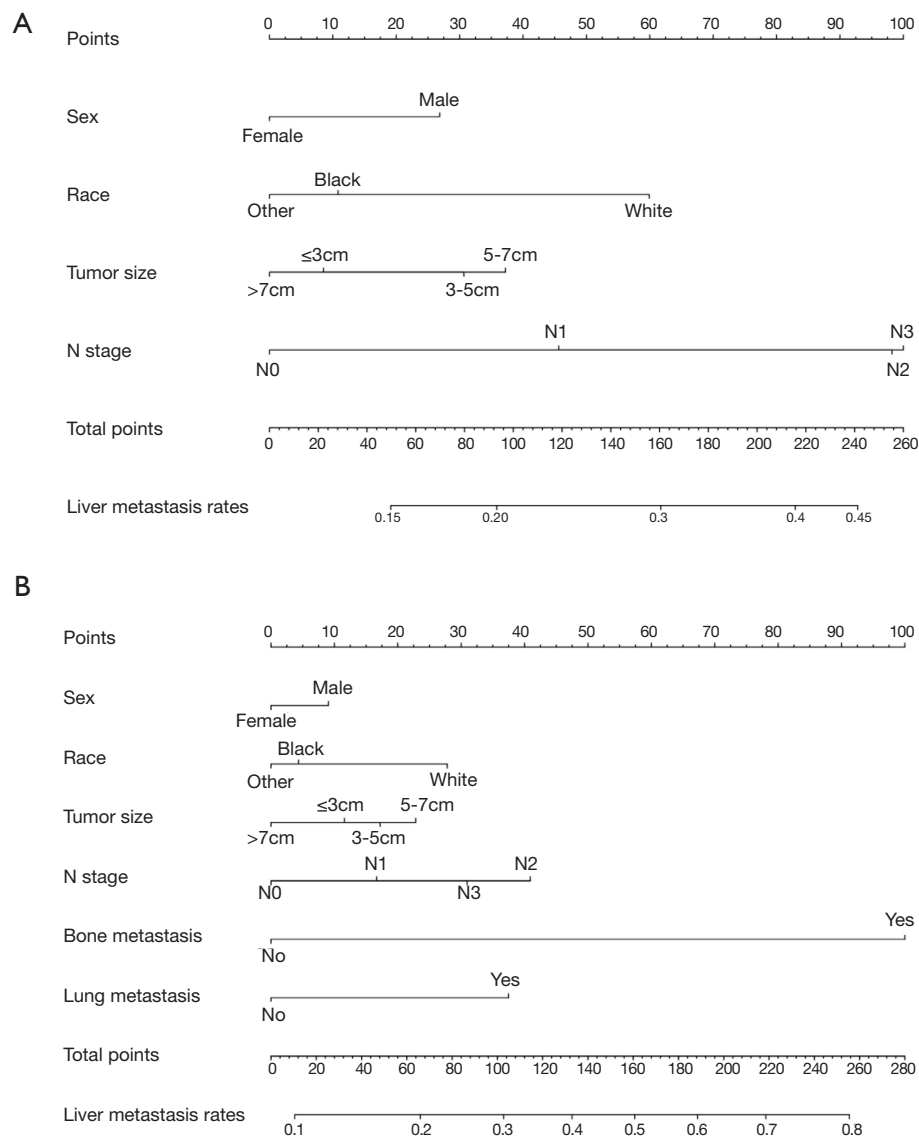 A
Points 0 10 20 30 40 50 60 70 80 90 100
Male
Sex
Female
Black
Race
Other White
≤3cm 5-7cm
Tumor size
>7cm 3-5cm
N1 N3
N stage
N0 N2
Total points
0 20 40 60 80 100 120 140 160 180 200 220 240 260
Liver metastasis rates
0.15 0.20 0.3 0.4 0.45
B
Points 0 10 20 30 40 50 60 70 80 90 100
Male
Sex
Female
Black
Race
Other White
≤3cm 5-7cm
Tumor size
>7cm 3-5cm
N1 N2
N stage
N0 N3
Yes
Bone metastasis
No
Yes
Lung metastasis
No
Total points
0 20 40 60 80 100 120 140 160 180 200 220 240 260 280
Liver metastasis rates
0.1 0.2 0.3 0.4 0.5 0.6 0.7 0.8